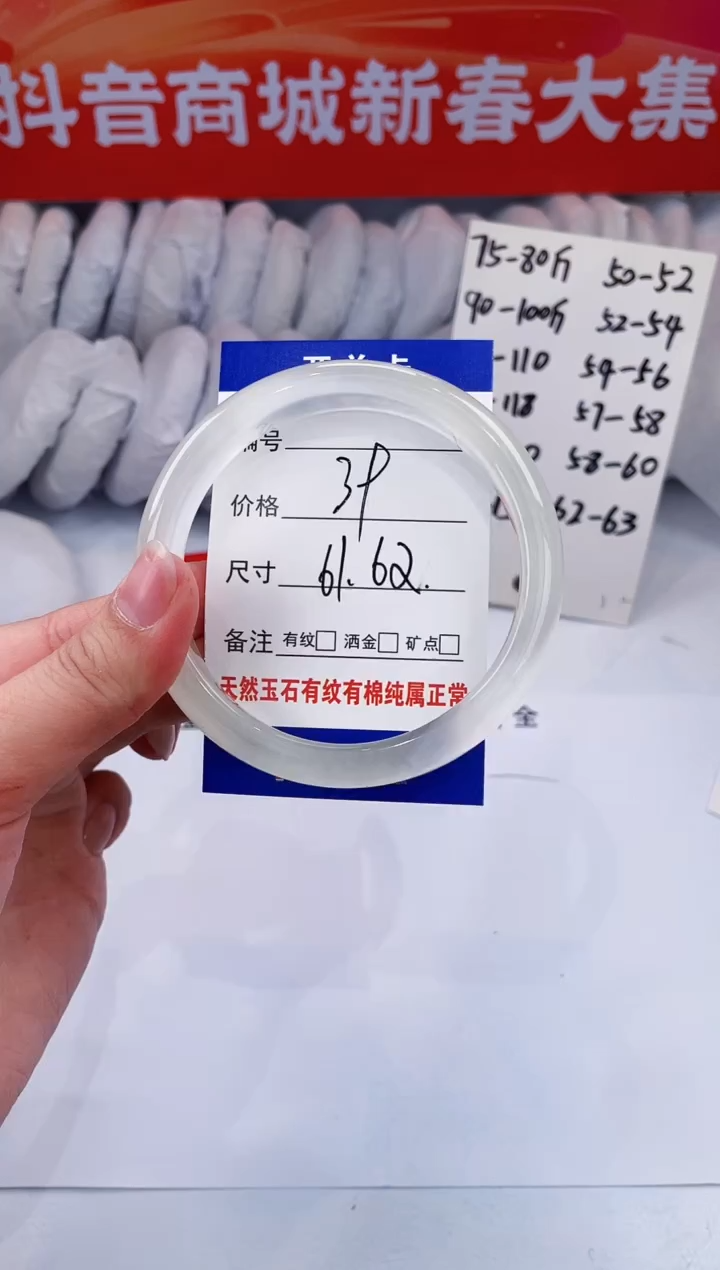 抖音商城新春大集
75-80斤 50-52
90-100斤 52-54
-110 54-56
118 57-58
58-60
62-63
编号
价格
尺寸 61.62.
备注 有纹□ 洒金□ 矿点□
天然玉石有纹有棉纯属正常
全